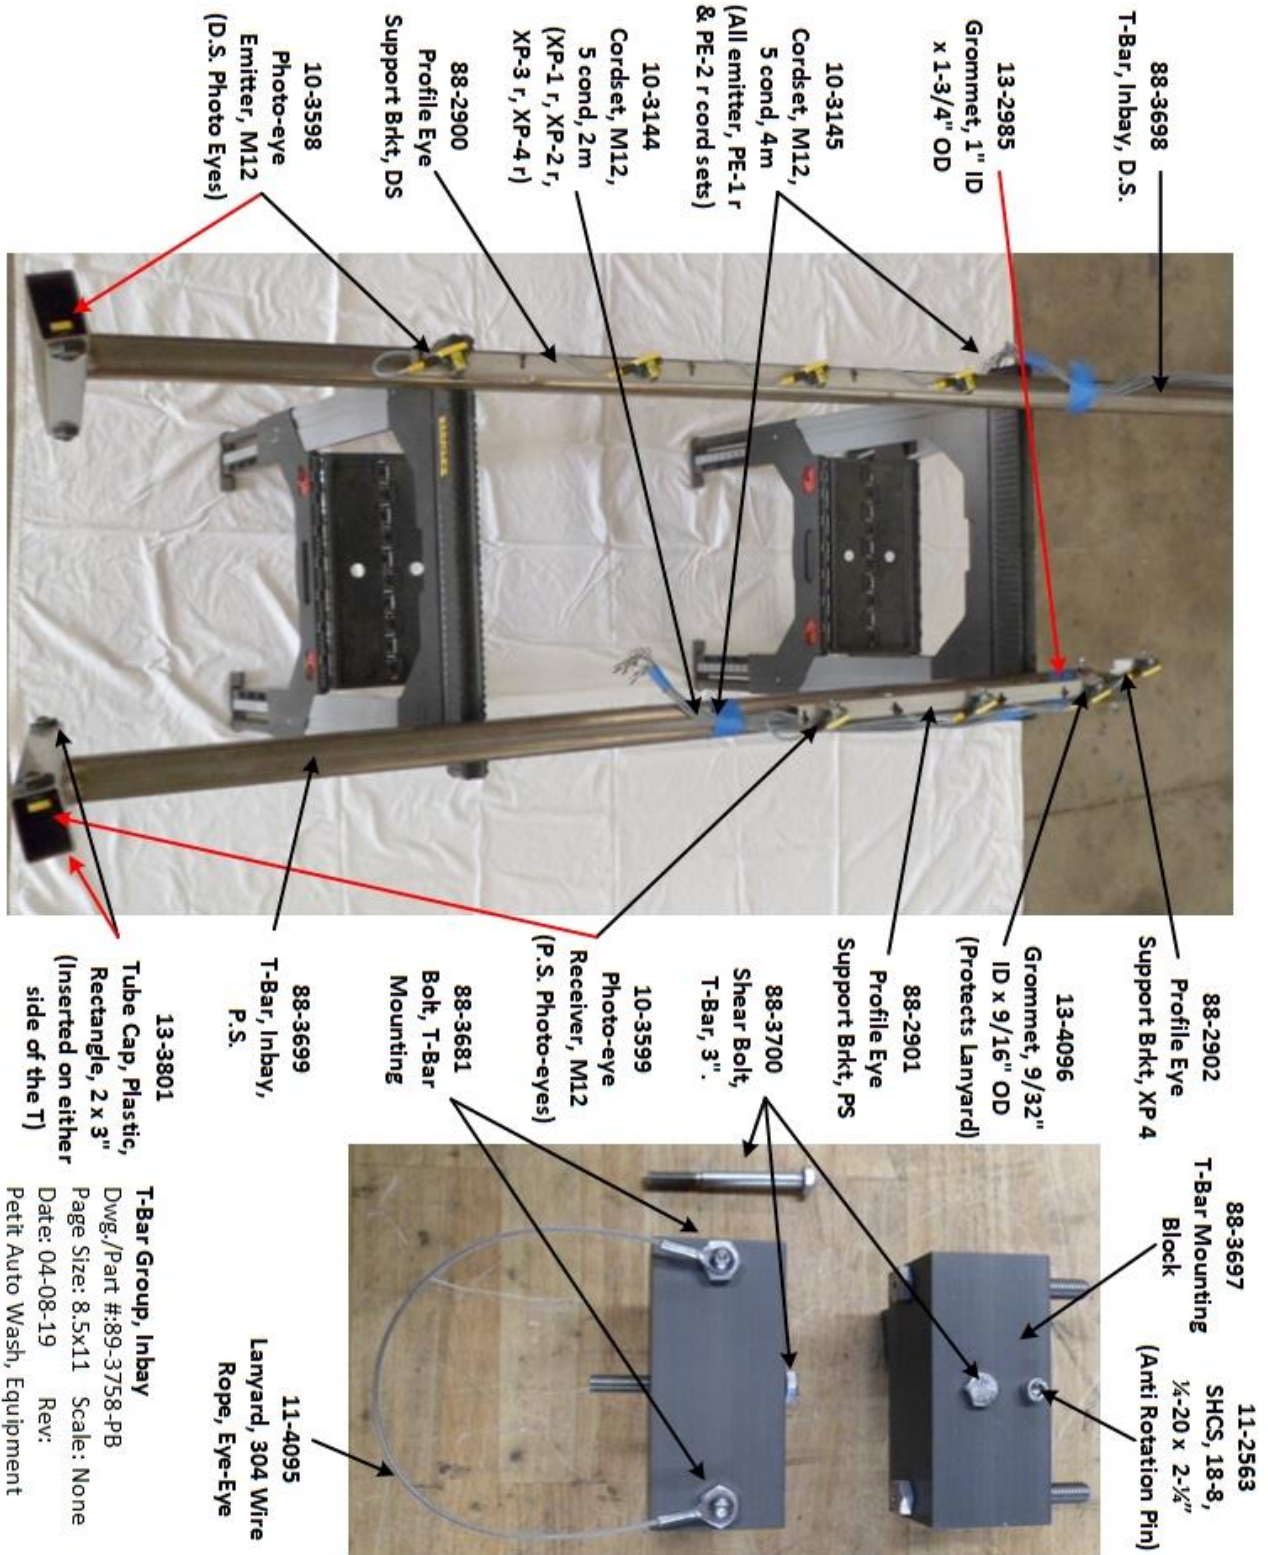 88-3698
T-Bar, Inbay, D.S.
13-2985
Grommet, 1" ID
x 1-3/4" OD
10-3145
Cordset, M12,
5 cond, 4m
(All emitter, PE-1 r
& PE-2 r cord sets)
10-3144
Cordset, M12,
5 cond, 2m
(XP-1 r, XP-2 r,
XP-3 r, XP-4 r)
88-2900
Profile Eye
Support Brkt, DS
10-3598
Photo-eye
Emitter, M12
(D.S. Photo Eyes)
88-2902
Profile Eye
Support Brkt, XP 4
13-4096
Grommet, 9/32"
ID x 9/16" OD
(Protects Lanyard)
88-2901
Profile Eye
Support Brkt, PS
88-3700
Shear Bolt,
T-Bar, 3".
10-3599
Photo-eye
Receiver, M12
(P.S. Photo-eyes)
88-3681
Bolt, T-Bar
Mounting
88-3699
T-Bar, Inbay,
P.S.
13-3801
Tube Cap, Plastic,
Rectangle, 2 x 3"
(Inserted on either
side of the T)
88-3697
T-Bar Mounting
Block
11-2563
SHCS, 18-8,
¼-20 x 2-¼"
(Anti Rotation Pin)
11-4095
Lanyard, 304 Wire
Rope, Eye-Eye
T-Bar Group, Inbay
Dwg./Part #:89-3758-PB
Page Size: 8.5x11 Scale: None
Date: 04-08-19 Rev:
Petit Auto Wash, Equipment